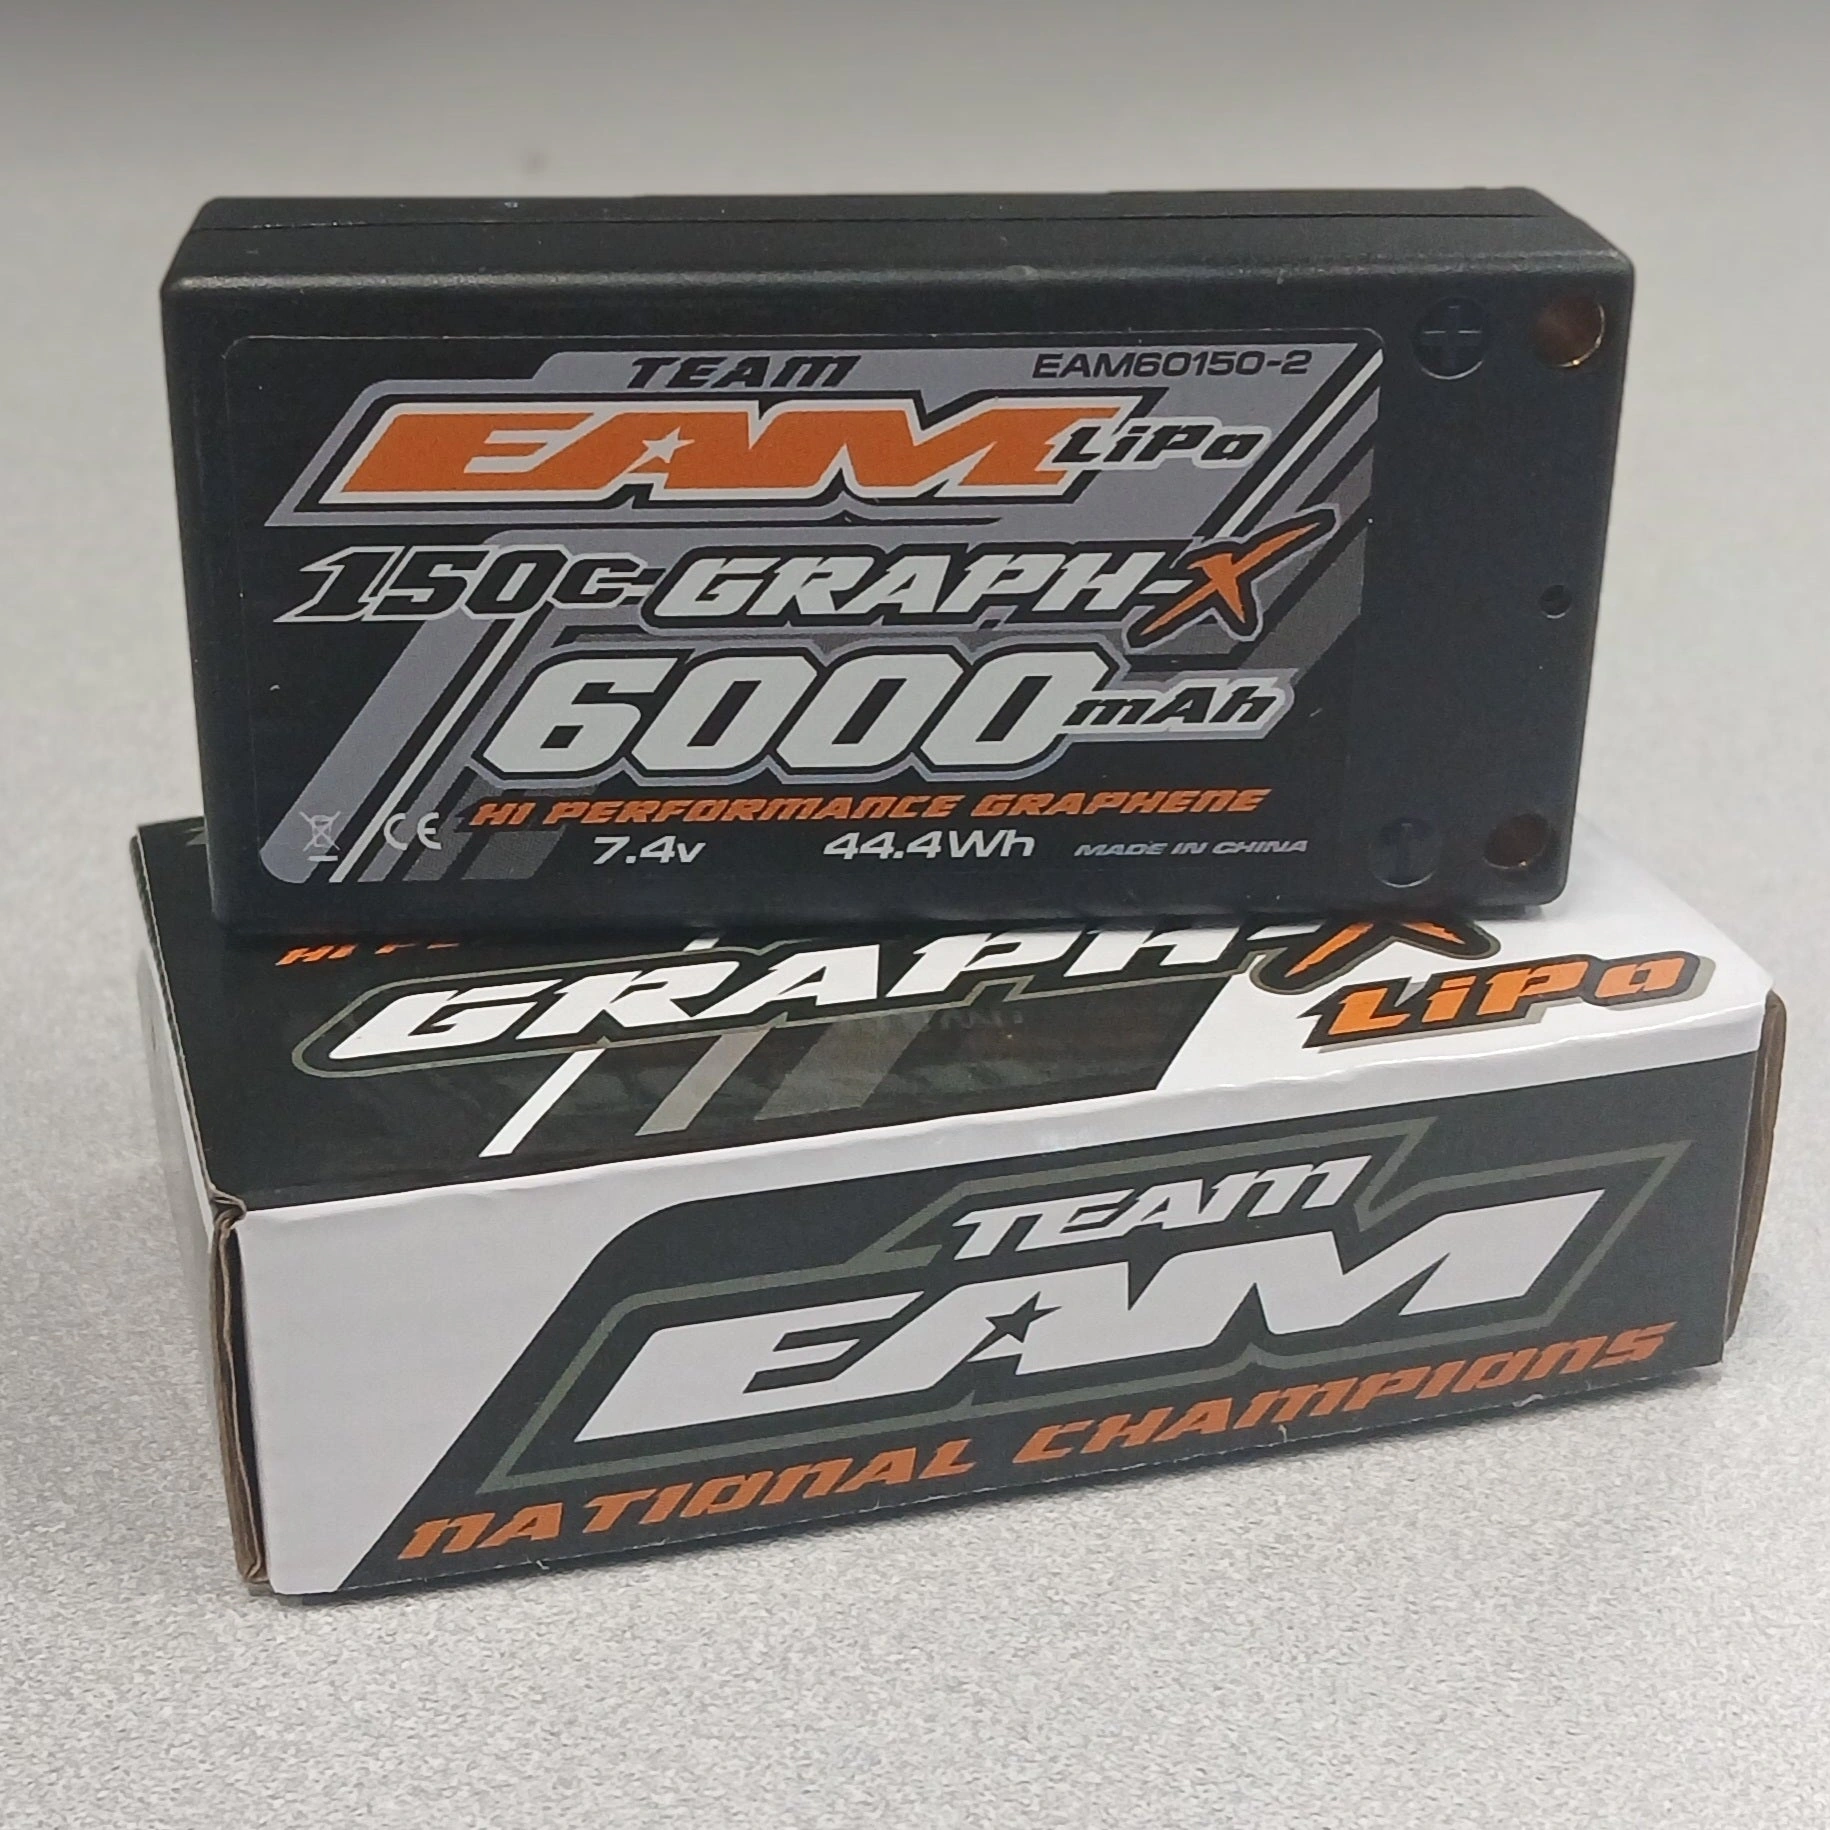 TEAM
EAM60150-2
EAM LiPo
150C-GRAPH-X
6000mAh
HI PERFORMANCE GRAPHENE
CE
7.4v 44.4Wh MADE IN CHINA
+
-
HI
GRAPH-X
LiPo
TEAM
EAM
NATIONAL CHAMPIONS